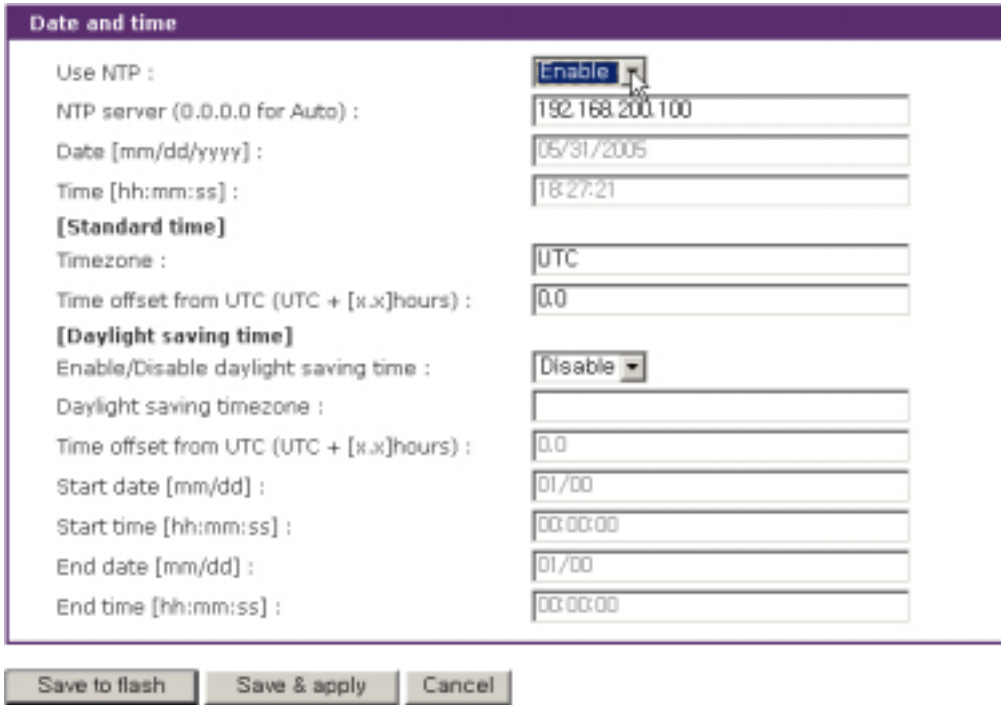 Date and time
Use NTP : Enable
NTP server (0.0.0.0 for Auto) : 192.168.200.100
Date [mm/dd/yyyy] : 05/31/2005
Time [hh:mm:ss] : 18:27:21
[Standard time]
Timezone : UTC
Time offset from UTC (UTC + [x.x]hours) : 0.0
[Daylight saving time]
Enable/Disable daylight saving time : Disable
Daylight saving timezone :
Time offset from UTC (UTC + [x.x]hours) : 0.0
Start date [mm/dd] : 01/00
Start time [hh:mm:ss] : 00:00:00
End date [mm/dd] : 01/00
End time [hh:mm:ss] : 00:00:00
Save to flash Save & apply Cancel